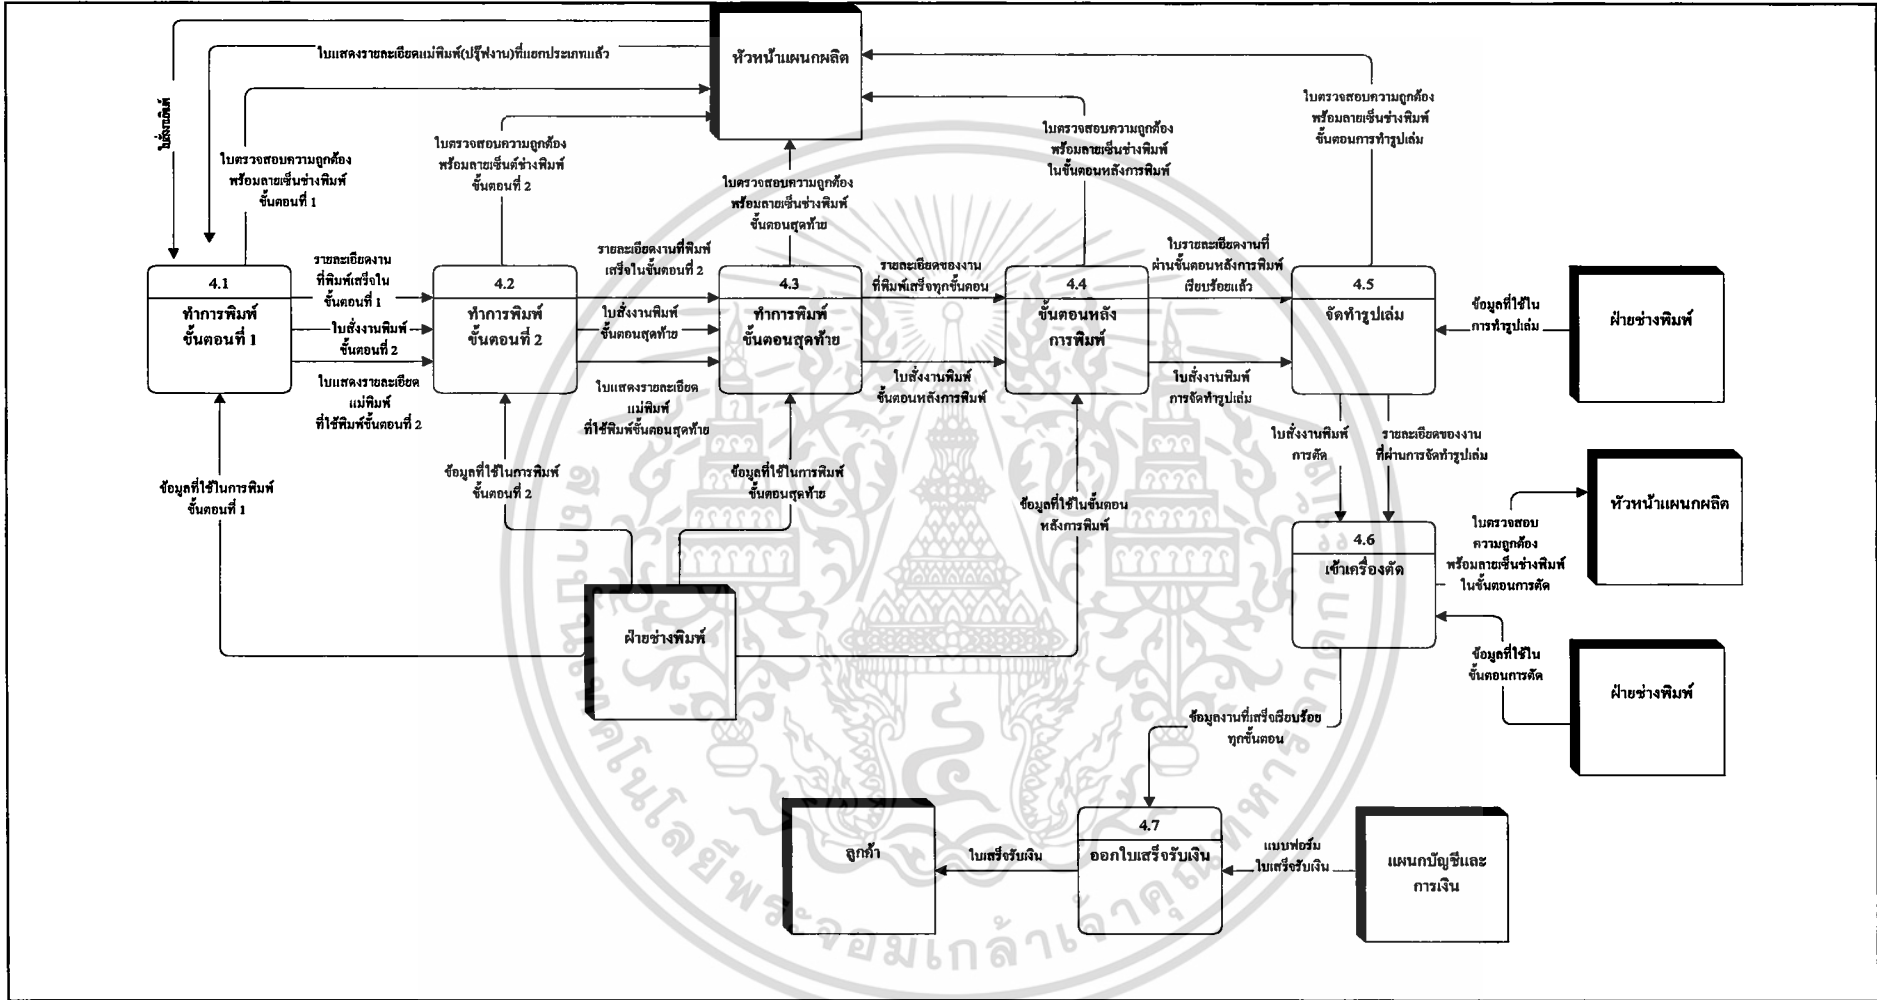 หัวหน้าแผนกผลิต
ใบแสดงรายละเอียดแม่พิมพ์(ปรู๊ฟงาน)ที่แยกประเภทแล้ว
ใบสั่งพิมพ์
ใบตรวจสอบความถูกต้อง
พร้อมลายเซ็นช่างพิมพ์
ขั้นตอนที่ 1
ใบตรวจสอบความถูกต้อง
พร้อมลายเซ็นต์ช่างพิมพ์
ขั้นตอนที่ 2
ใบตรวจสอบความถูกต้อง
พร้อมลายเซ็นช่างพิมพ์
ขั้นตอนสุดท้าย
ใบตรวจสอบความถูกต้อง
พร้อมลายเซ็นช่างพิมพ์
ในขั้นตอนหลังการพิมพ์
ใบตรวจสอบความถูกต้อง
พร้อมลายเซ็นช่างพิมพ์
ขั้นตอนการทำรูปเล่ม
4.1
ทำการพิมพ์
ขั้นตอนที่ 1
รายละเอียดงาน
ที่พิมพ์เสร็จใน
ขั้นตอนที่ 1
ใบสั่งงานพิมพ์
ขั้นตอนที่ 2
ใบแสดงรายละเอียด
แม่พิมพ์
ที่ใช้พิมพ์ขั้นตอนที่ 2
4.2
ทำการพิมพ์
ขั้นตอนที่ 2
รายละเอียดงานที่พิมพ์
เสร็จในขั้นตอนที่ 2
ใบสั่งงานพิมพ์
ขั้นตอนสุดท้าย
ใบแสดงรายละเอียด
แม่พิมพ์
ที่ใช้พิมพ์ขั้นตอนสุดท้าย
4.3
ทำการพิมพ์
ขั้นตอนสุดท้าย
รายละเอียดของงาน
ที่พิมพ์เสร็จทุกขั้นตอน
ใบสั่งงานพิมพ์
ขั้นตอนหลังการพิมพ์
4.4
ขั้นตอนหลัง
การพิมพ์
ใบรายละเอียดงานที่
ผ่านขั้นตอนหลังการพิมพ์
เรียบร้อยแล้ว
ใบสั่งงานพิมพ์
การจัดทำรูปเล่ม
4.5
จัดทำรูปเล่ม
ข้อมูลที่ใช้ใน
การทำรูปเล่ม
ฝ่ายช่างพิมพ์
ข้อมูลที่ใช้ในการพิมพ์
ขั้นตอนที่ 1
ข้อมูลที่ใช้ในการพิมพ์
ขั้นตอนที่ 2
ข้อมูลที่ใช้ในการพิมพ์
ขั้นตอนสุดท้าย
ข้อมูลที่ใช้ในขั้นตอน
หลังการพิมพ์
ใบสั่งงานพิมพ์
การตัด
รายละเอียดของงาน
ที่ผ่านการจัดทำรูปเล่ม
หัวหน้าแผนกผลิต
ใบตรวจสอบ
ความถูกต้อง
พร้อมลายเซ็นช่างพิมพ์
ในขั้นตอนการตัด
4.6
เข้าเครื่องตัด
ฝ่ายช่างพิมพ์
ข้อมูลที่ใช้ใน
ขั้นตอนการตัด
ฝ่ายช่างพิมพ์
ข้อมูลงานที่เสร็จเรียบร้อย
ทุกขั้นตอน
ลูกค้า
ใบเสร็จรับเงิน
4.7
ออกใบเสร็จรับเงิน
แบบฟอร์ม
ใบเสร็จรับเงิน
แผนกบัญชีและ
การเงิน
สถาบันเทคโนโลยีพระจอมเกล้าเจ้าคุณทหารลาดกระบัง